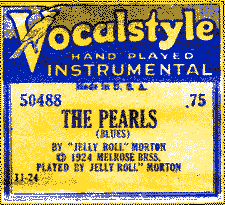 Vocalstyle
HAND PLAYED
INSTRUMENTAL
Made in U. S. A.
50488 .75
THE PEARLS
(BLUES)
BY "JELLY ROLL" MORTON
© 1924 MELROSE BROS.
PLAYED BY JELLY ROLL" MORTON
11-24